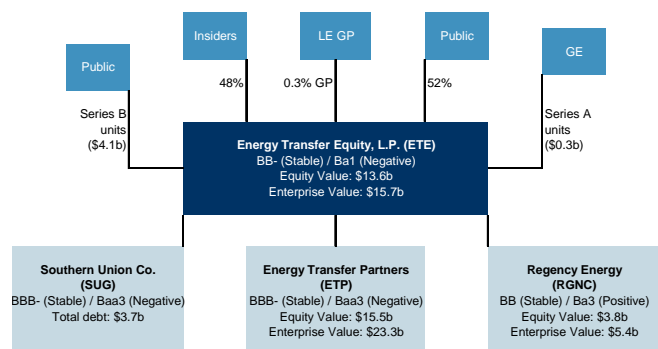 Insiders
LE GP
Public
GE
Public
48%
0.3% GP
52%
Series B
units
($4.1b)
Series A
units
($0.3b)
Energy Transfer Equity, L.P. (ETE)
BB- (Stable) / Ba1 (Negative)
Equity Value: $13.6b
Enterprise Value: $15.7b
Southern Union Co.
(SUG)
BBB- (Stable) / Baa3 (Negative)
Total debt: $3.7b
Energy Transfer Partners
(ETP)
BBB- (Stable) / Baa3 (Negative)
Equity Value: $15.5b
Enterprise Value: $23.3b
Regency Energy
(RGNC)
BB (Stable) / Ba3 (Positive)
Equity Value: $3.8b
Enterprise Value: $5.4b